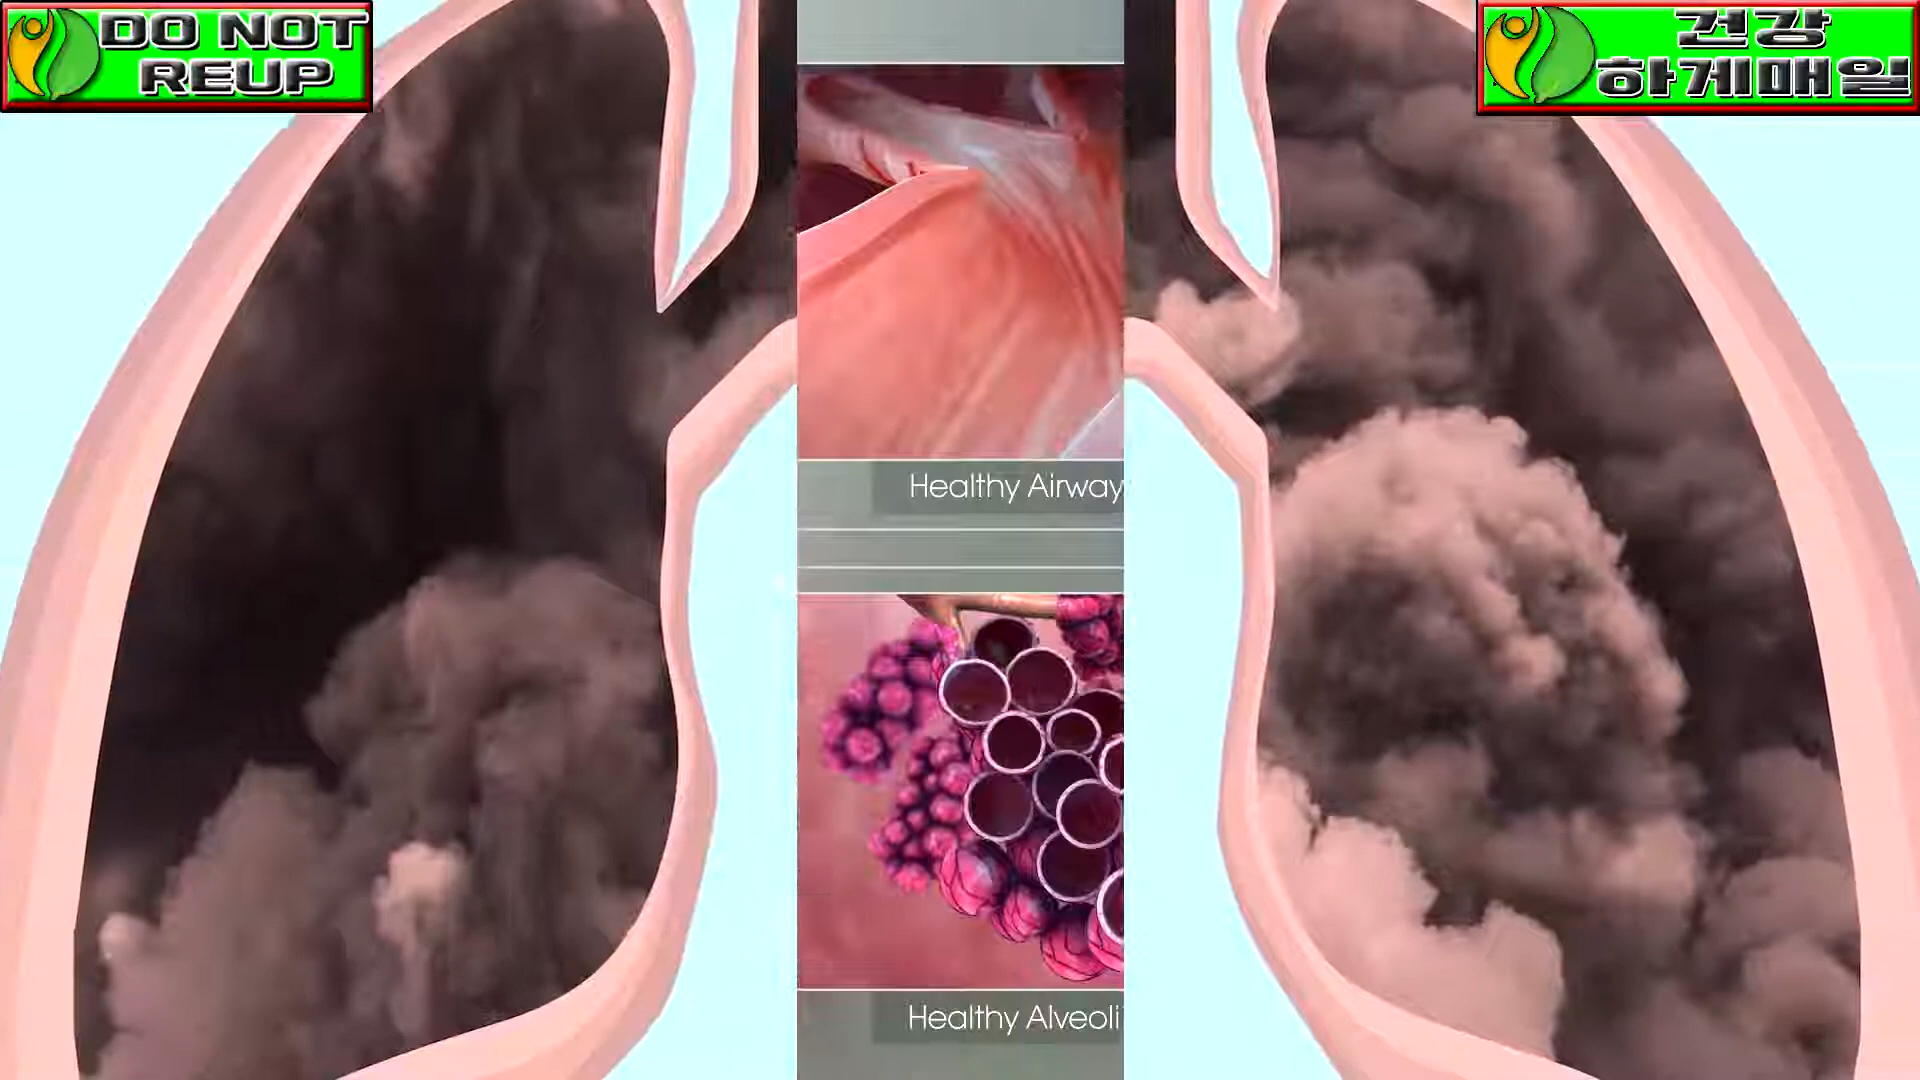 DO NOT
REUP
건강
하게매일
Healthy Airway
Healthy Alveoli